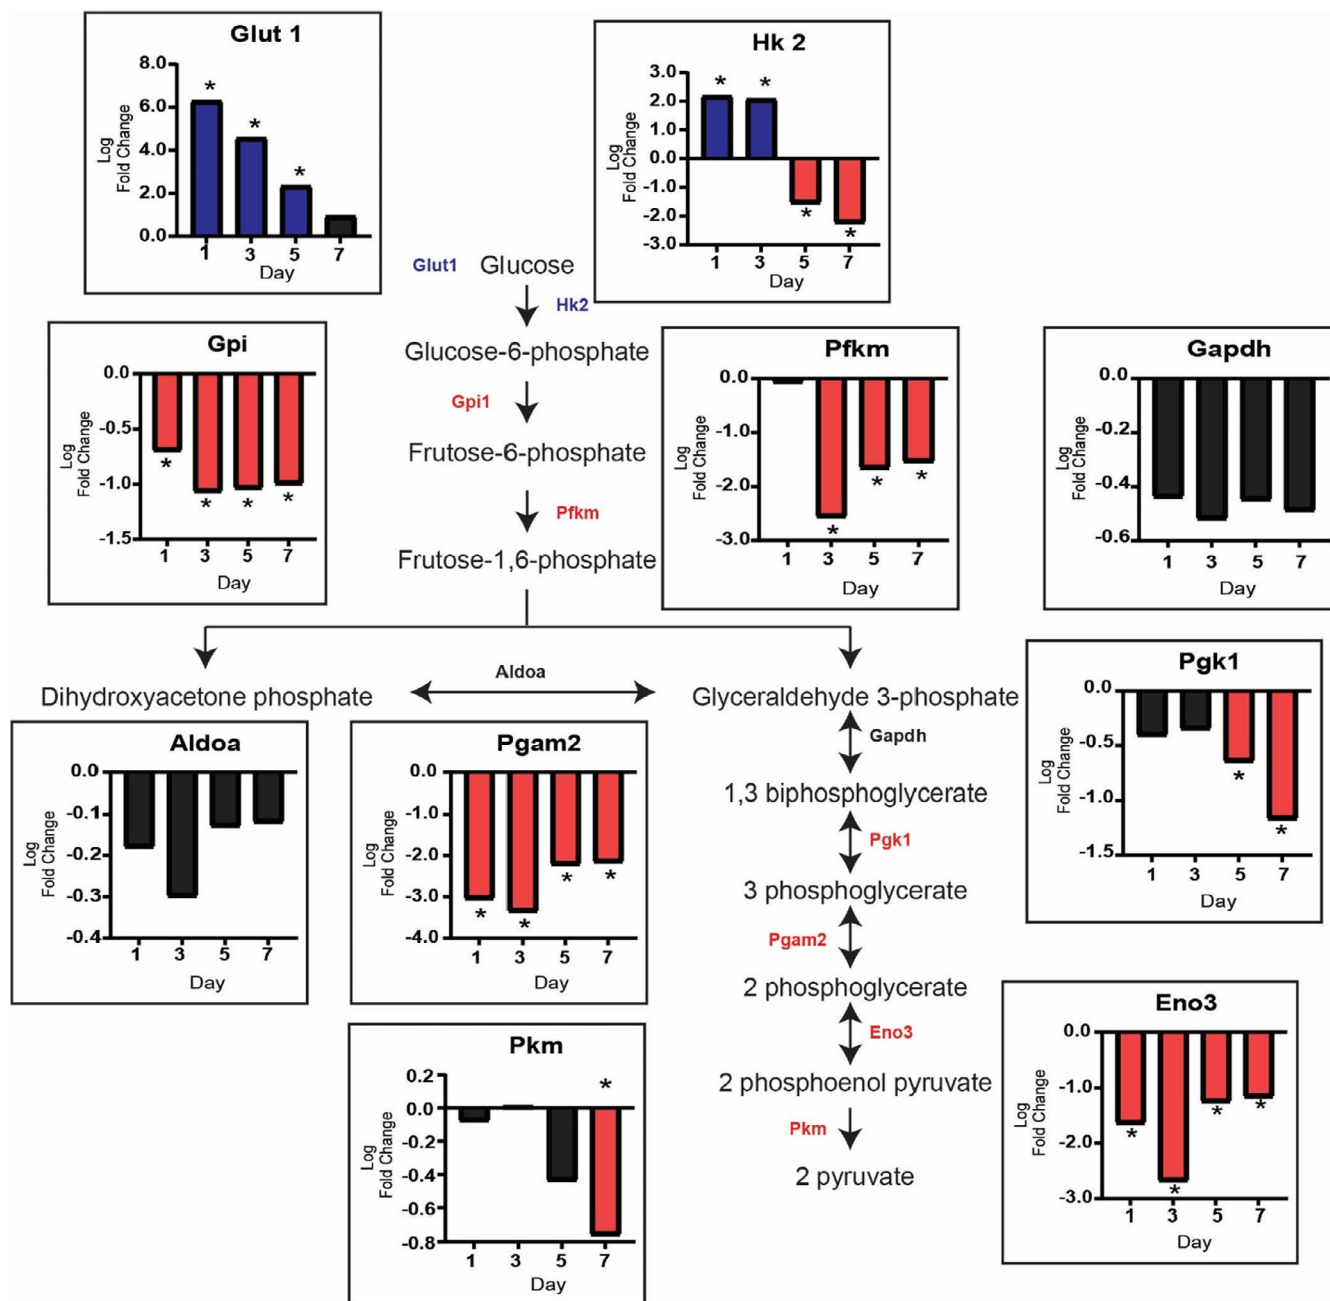 Glut 1
Log
Fold Change
8.0
6.0
4.0
2.0
0.0
*
*
*
1 3 5 7
Day
Hk 2
Log
Fold Change
3.0
2.0
1.0
0.0
-1.0
-2.0
-3.0
* *
*
*
1 3 5 7
Day
Glut1 Glucose
Hk2
Glucose-6-phosphate
Gpi1
Frutose-6-phosphate
Pfkm
Frutose-1,6-phosphate
Gpi
Log
Fold Change
0.0
-0.5
-1.0
-1.5
*
* * *
1 3 5 7
Day
Pfkm
Log
Fold Change
0.0
-1.0
-2.0
-3.0
* *
*
1 3 5 7
Day
Gapdh
0.0
-0.2
-0.4
-0.6
1 3 5 7
Day
Aldoa
Dihydroxyacetone phosphate
Glyceraldehyde 3-phosphate
Gapdh
1,3 biphosphoglycerate
Pgk1
3 phosphoglycerate
Pgam2
2 phosphoglycerate
Eno3
2 phosphoenol pyruvate
Pkm
2 pyruvate
Pgk1
Log
Fold Change
0.0
-0.5
-1.0
-1.5
*
*
1 3 5 7
Day
Aldoa
Log
Fold Change
0.0
-0.1
-0.2
-0.3
-0.4
1 3 5 7
Day
Pgam2
Log
Fold Change
0.0
-1.0
-2.0
-3.0
-4.0
* *
* *
1 3 5 7
Day
Eno3
Log
Fold Change
0.0
-1.0
-2.0
-3.0
* *
*
*
1 3 5 7
Day
Pkm
Log
Fold Change
0.2
0.0
-0.2
-0.4
-0.6
-0.8
*
1 3 5 7
Day